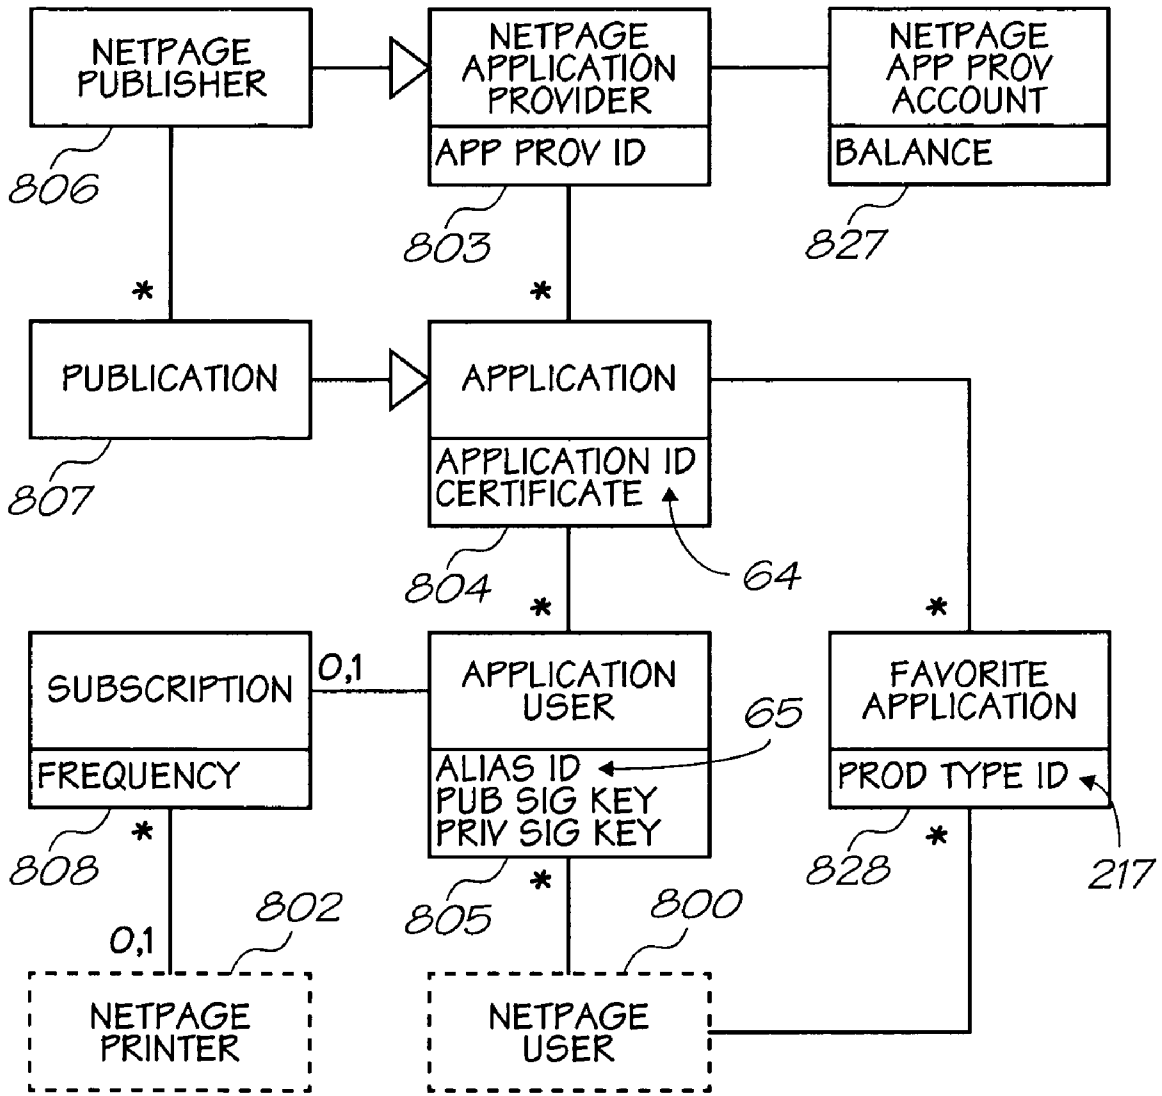 NETPAGE
PUBLISHER
NETPAGE
APPLICATION
PROVIDER
APP PROV ID
NETPAGE
APP PROV
ACCOUNT
BALANCE
806
803
827
*
*
PUBLICATION
APPLICATION
APPLICATION ID
CERTIFICATE
807
804
64
*
*
SUBSCRIPTION
FREQUENCY
0,1
APPLICATION
USER
ALIAS ID
PUB SIG KEY
PRIV SIG KEY
65
FAVORITE
APPLICATION
PROD TYPE ID
808
*
805
*
828
*
217
802
800
0,1
NETPAGE
PRINTER
NETPAGE
USER